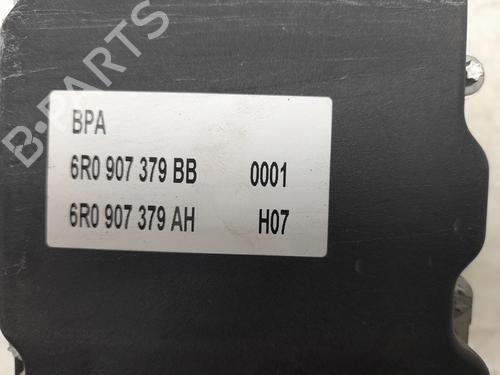 B-PARTS
BPA
6R0 907 379 BB 0001
6R0 907 379 AH H07